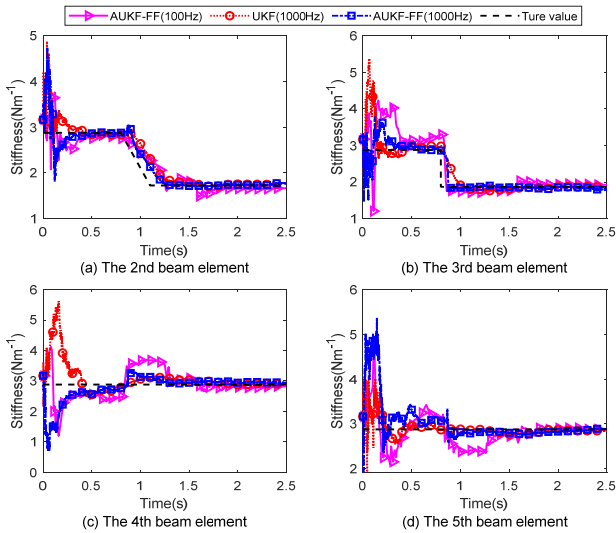 AUKF-FF(100Hz) UKF(1000Hz) AUKF-FF(1000Hz) Ture value
5
4
3
2
1
Stiffness(Nm-1)
0 0.5 1 1.5 2 2.5
Time(s)
(a) The 2nd beam element
6
5
4
3
2
1
Stiffness(Nm-1)
0 0.5 1 1.5 2 2.5
Time(s)
(b) The 3rd beam element
6
5
4
3
2
1
0
Stiffness(Nm-1)
0 0.5 1 1.5 2 2.5
Time(s)
(c) The 4th beam element
6
5
4
3
2
Stiffness(Nm-1)
0 0.5 1 1.5 2 2.5
Time(s)
(d) The 5th beam element